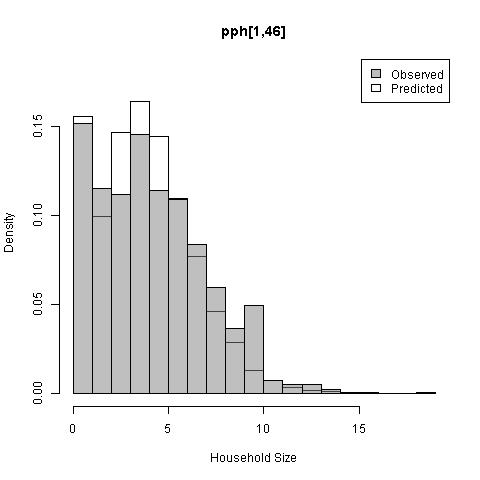 pph[1,46]
Observed
Predicted
Density
0.15
0.10
0.05
0.00
0 5 10 15
Household Size